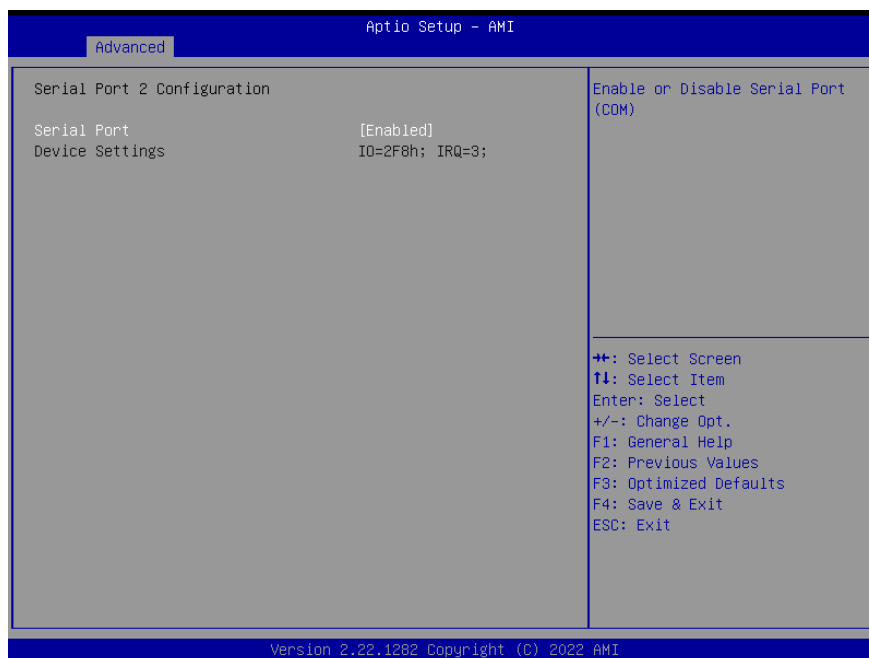 Aptio Setup – AMI
Advanced
Serial Port 2 Configuration
Serial Port [Enabled]
Device Settings IO=2F8h; IRQ=3;
Enable or Disable Serial Port
(COM)
→←: Select Screen
↑↓: Select Item
Enter: Select
+/-: Change Opt.
F1: General Help
F2: Previous Values
F3: Optimized Defaults
F4: Save & Exit
ESC: Exit
Version 2.22.1282 Copyright (C) 2022 AMI